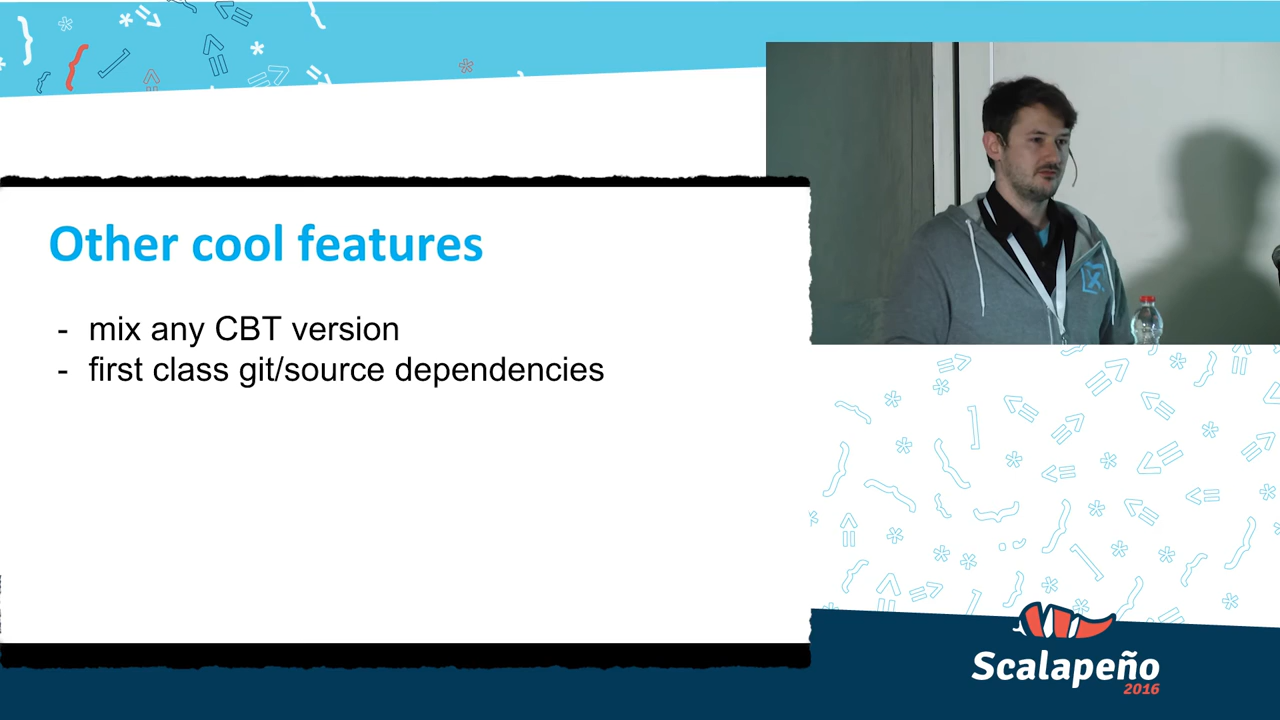 Other cool features
- mix any CBT version
- first class git/source dependencies
Scalapeño
2016